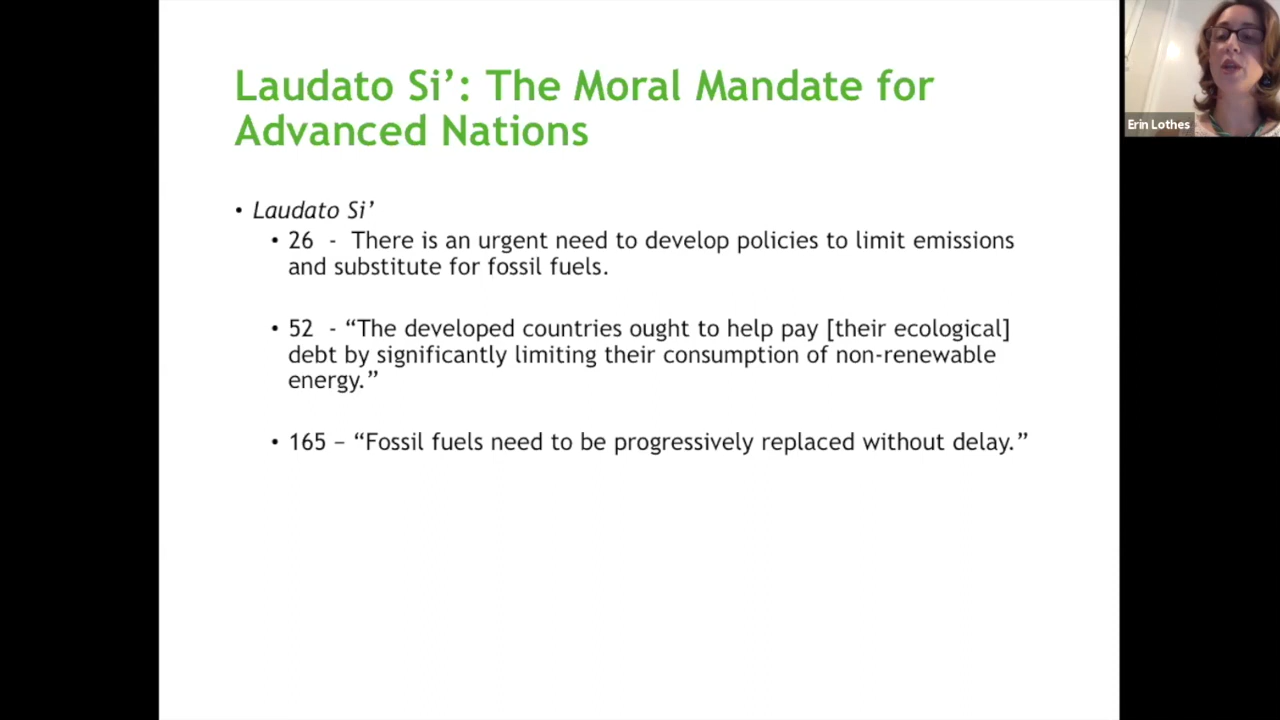 Laudato Si’: The Moral Mandate for
Advanced Nations
• Laudato Si’
• 26 - There is an urgent need to develop policies to limit emissions
and substitute for fossil fuels.
• 52 - “The developed countries ought to help pay [their ecological]
debt by significantly limiting their consumption of non-renewable
energy.”
• 165 – “Fossil fuels need to be progressively replaced without delay.”
Erin Lothes